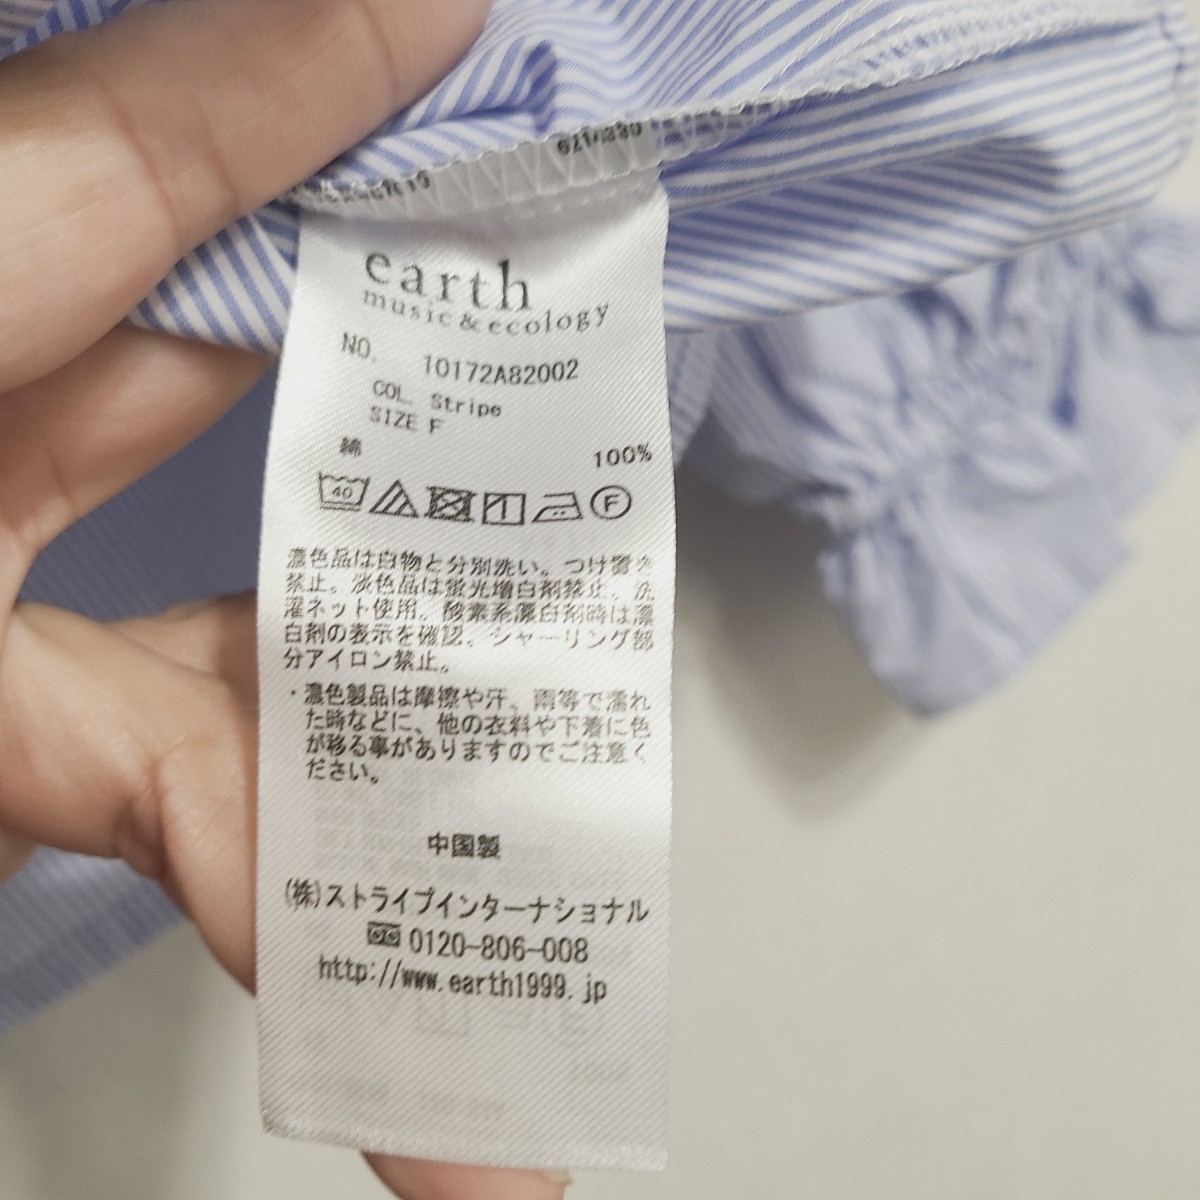 earth
music & ecology
NO. 10172A82002
COL. Stripe
SIZE F
綿 100%
40 F
濃色品は白物と分別洗い。つけ置き
禁止。淡色品は蛍光増白剤禁止。洗
濯ネット使用。酸素系漂白剤時は漂
白剤の表示を確認。シャーリング部
分アイロン禁止。
・濃色製品は摩擦や汗、雨等で濡れ
た時などに、他の衣料や下着に色
が移る事がありますのでご注意く
ださい。
中国製
(株)ストライプインターナショナル
0120-806-008
http://www.earth1999.jp